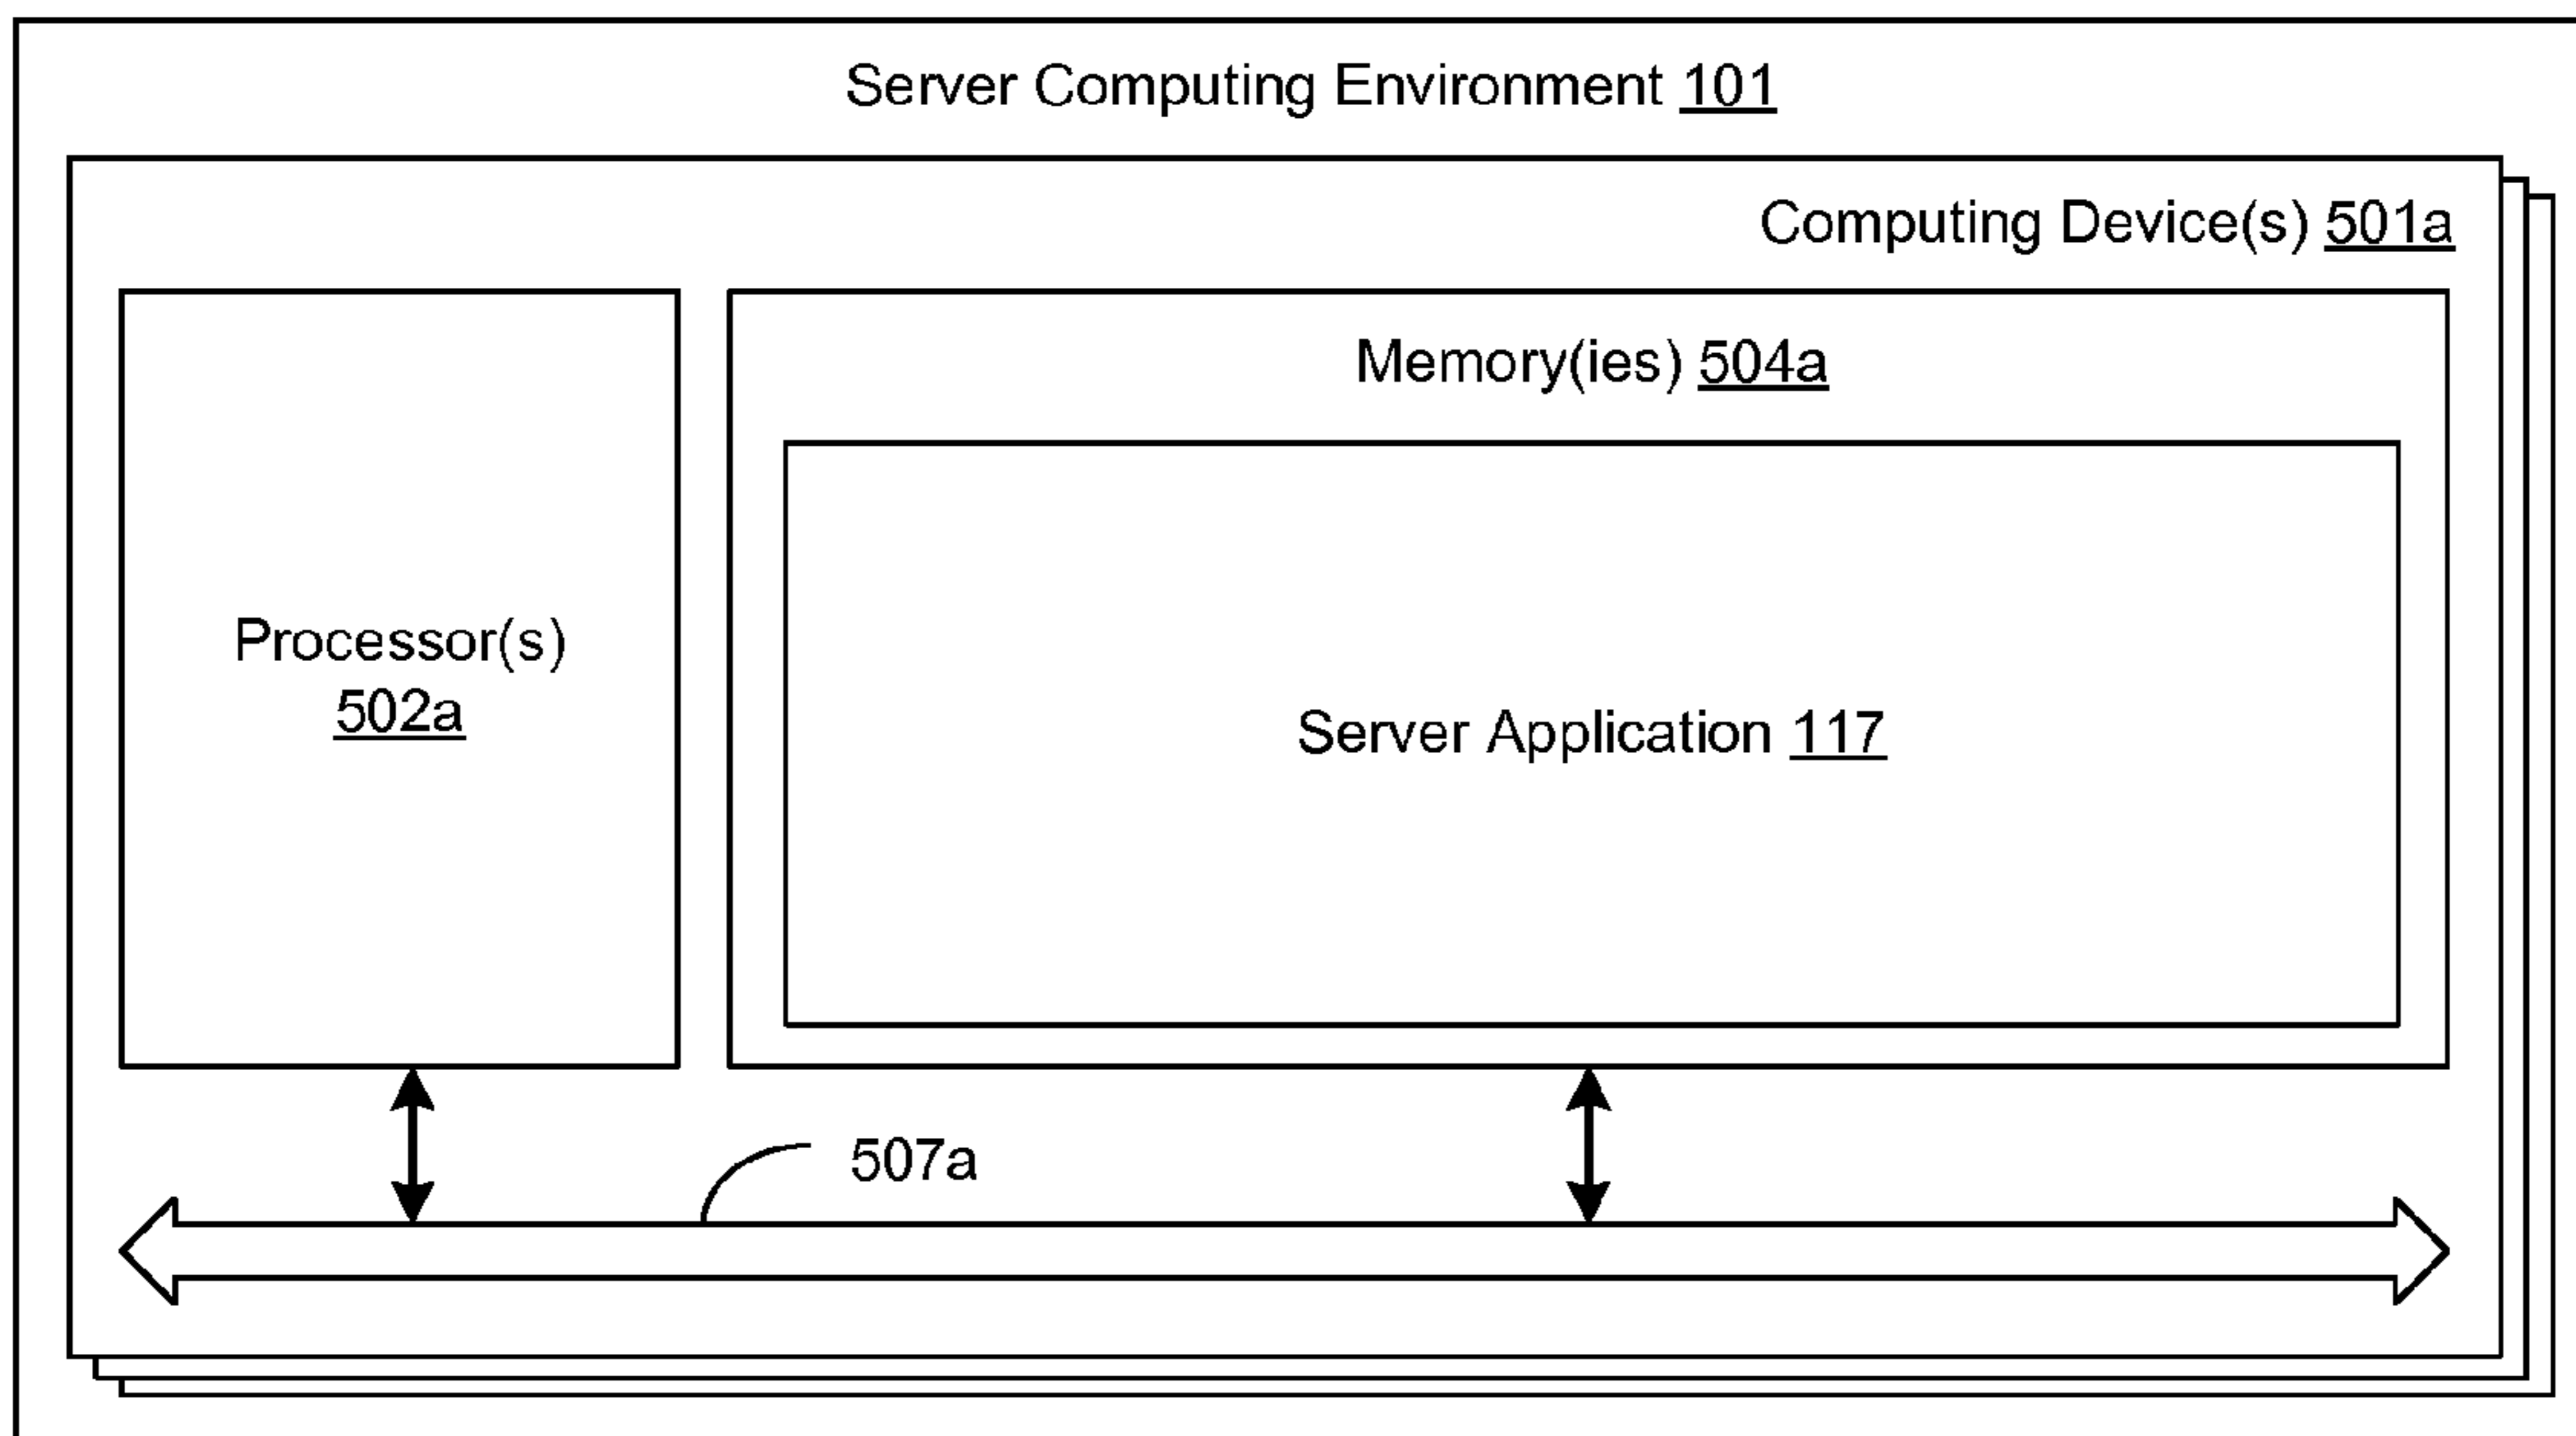 Server Computing Environment 101
Computing Device(s) 501a
Memory(ies) 504a
Processor(s)
502a
Server Application 117
507a